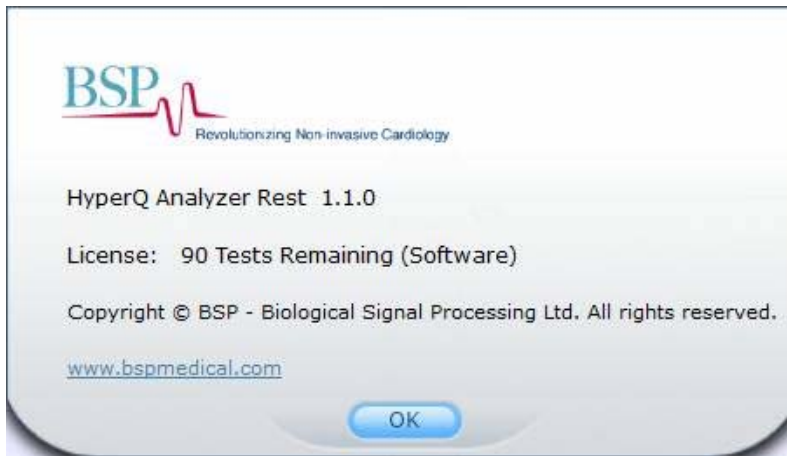 BSP
Revolutionizing Non-invasive Cardiology
HyperQ Analyzer Rest 1.1.0
License: 90 Tests Remaining (Software)
Copyright © BSP - Biological Signal Processing Ltd. All rights reserved.
www.bspmedical.com
OK